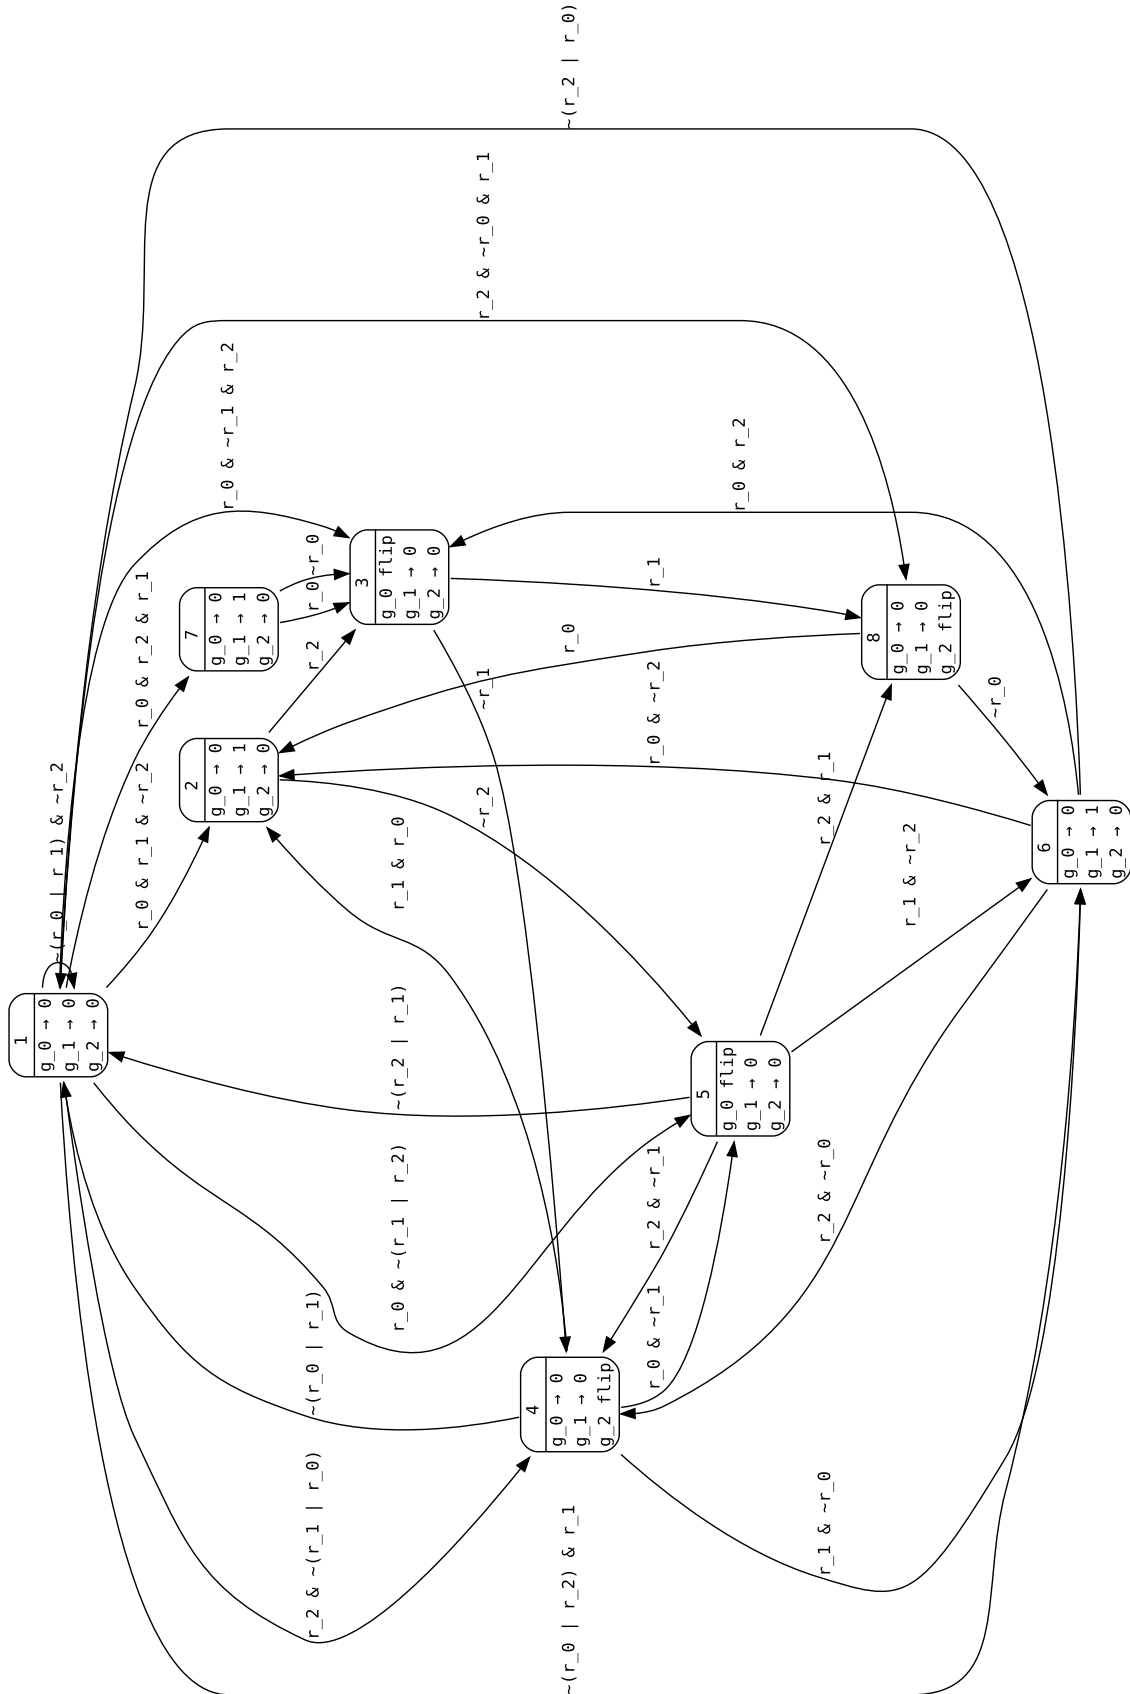 ~(r_2 | r_0)
r_2 & ~r_0 & r_1
r_0 & ~r_1 & r_2
r_0 & r_2
~r_0
r_0
3
g_0 flip
g_1 → 0
g_2 → 0
r_1
7
g_0 → 0
g_1 → 1
g_2 → 0
r_0 & r_2 & r_1
8
g_0 → 0
g_1 → 0
g_2 flip
r_2
r_0
~r_1
r_0 & ~r_2
~r_0
2
g_0 → 0
g_1 → 1
g_2 → 0
~(r_0 | r_1) & ~r_2
r_0 & r_1 & ~r_2
~r_2
r_2 & r_1
r_1 & r_0
r_1 & ~r_2
6
g_0 → 0
g_1 → 1
g_2 → 0
1
g_0 → 0
g_1 → 0
g_2 → 0
~(r_2 | r_1)
5
g_0 flip
g_1 → 0
g_2 → 0
r_0 & ~(r_1 | r_2)
r_2 & ~r_1
r_2 & ~r_0
~(r_0 | r_1)
r_0 & ~r_1
4
g_0 → 0
g_1 → 0
g_2 flip
r_2 & ~(r_1 | r_0)
~(r_0 | r_2) & r_1
r_1 & ~r_0